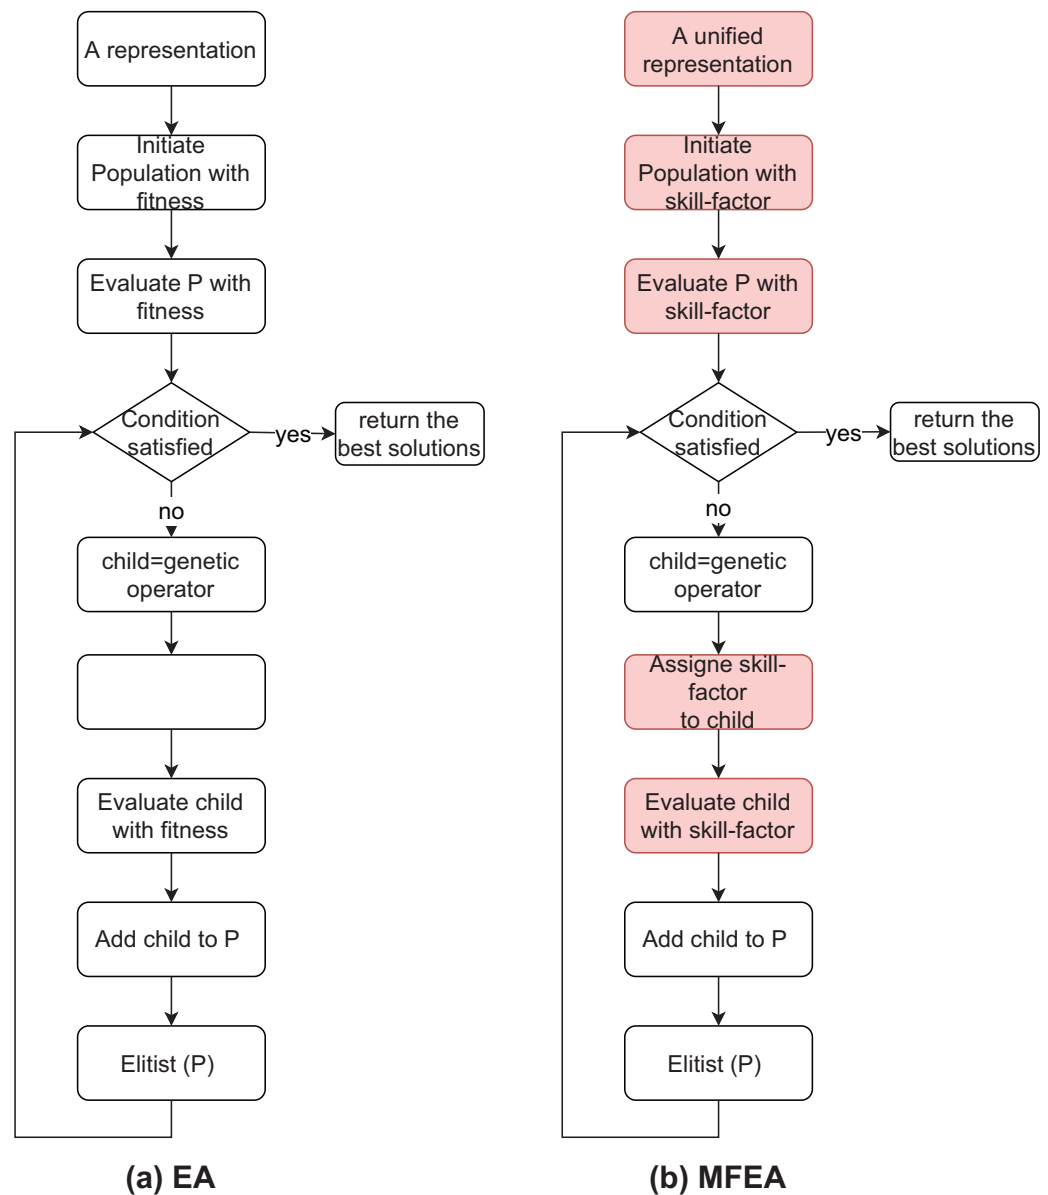 A representation
Initiate
Population with
fitness
Evaluate P with
fitness
Condition
satisfied
yes
return the
best solutions
no
child=genetic
operator
Evaluate child
with fitness
Add child to P
Elitist (P)
(a) EA
A unified
representation
Initiate
Population with
skill-factor
Evaluate P with
skill-factor
Condition
satisfied
yes
return the
best solutions
no
child=genetic
operator
Assigne skill-
factor
to child
Evaluate child
with skill-factor
Add child to P
Elitist (P)
(b) MFEA